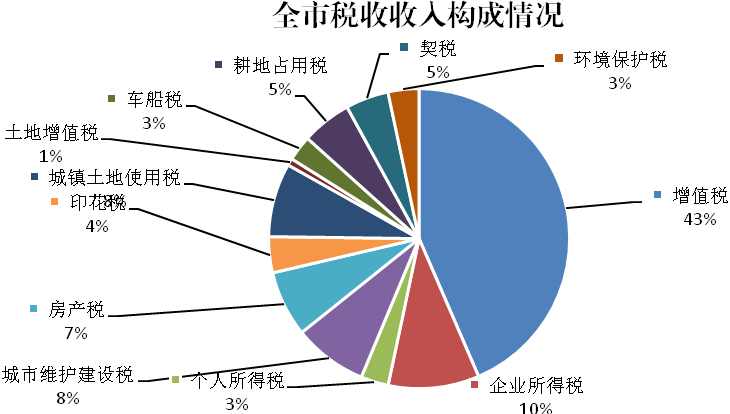 全市税收收入构成情况
契税
5%
环境保护税
3%
耕地占用税
5%
车船税
3%
土地增值税
1%
城镇土地使用税
8%
印花税
4%
增值税
43%
房产税
7%
城市维护建设税
8%
个人所得税
3%
企业所得税
10%